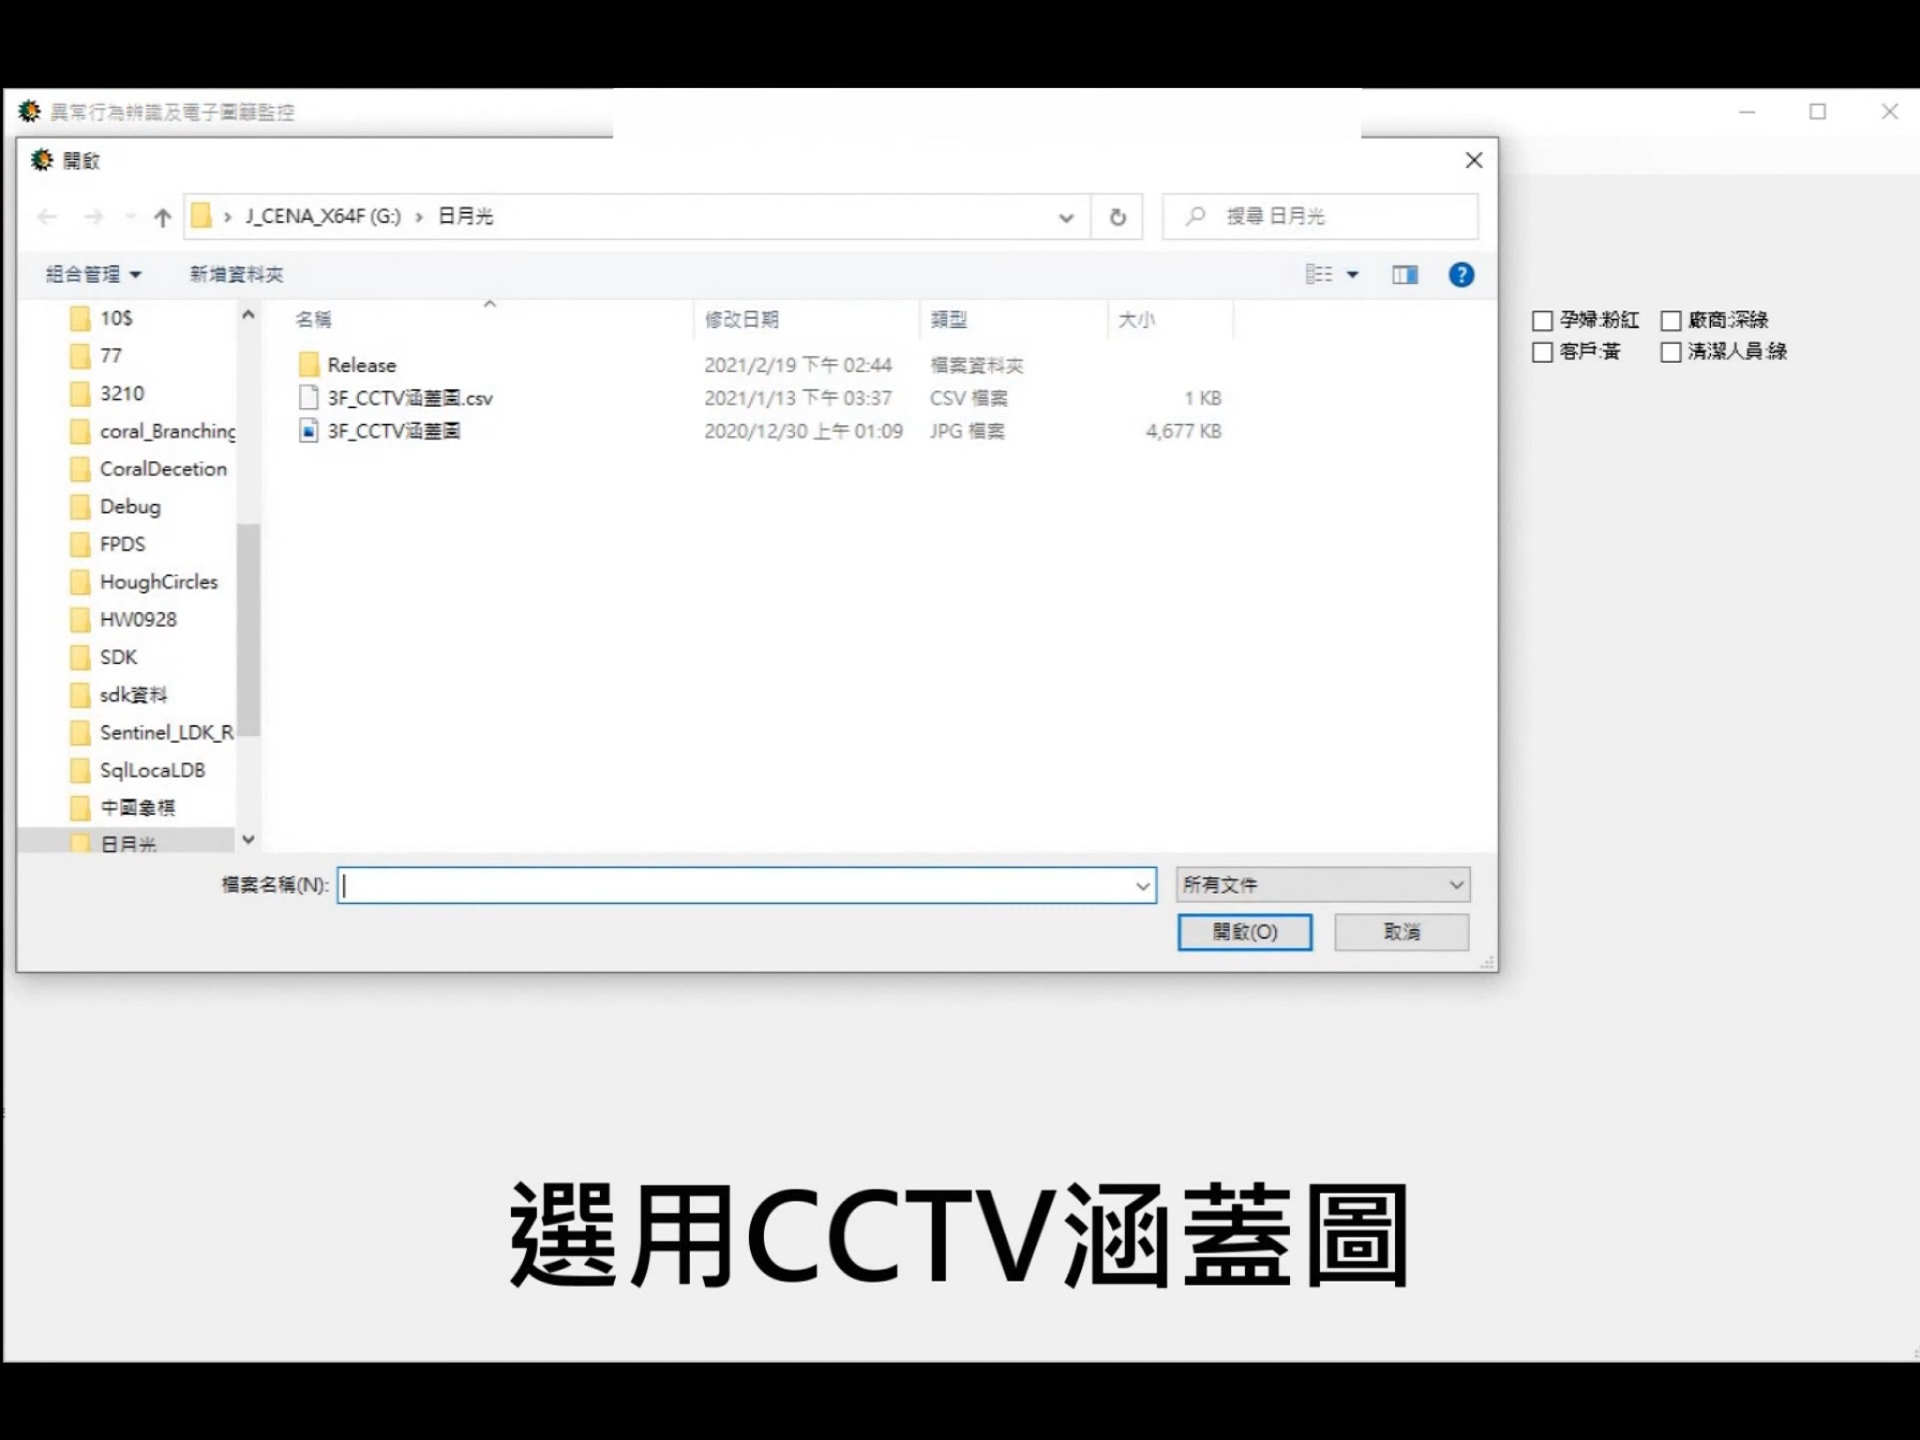 異常行為辨識及電子圍籬監控
開啟
J_CENA_X64F (G:) › 日月光
搜尋 日月光
組合管理
新增資料夾
名稱 修改日期 類型 大小
Release 2021/2/19 下午 02:44 檔案資料夾
3F_CCTV涵蓋圖.csv 2021/1/13 下午 03:37 CSV 檔案 1 KB
3F_CCTV涵蓋圖 2020/12/30 上午 01:09 JPG 檔案 4,677 KB
10$
77
3210
coral_Branching
CoralDecetion
Debug
FPDS
HoughCircles
HW0928
SDK
sdk資料
Sentinel_LDK_R
SqlLocaLDB
中國象棋
日月光
檔案名稱(N):
所有文件
開啟(O)
取消
孕婦:粉紅 廠商:深綠
客戶:黃 清潔人員:綠
選用CCTV涵蓋圖